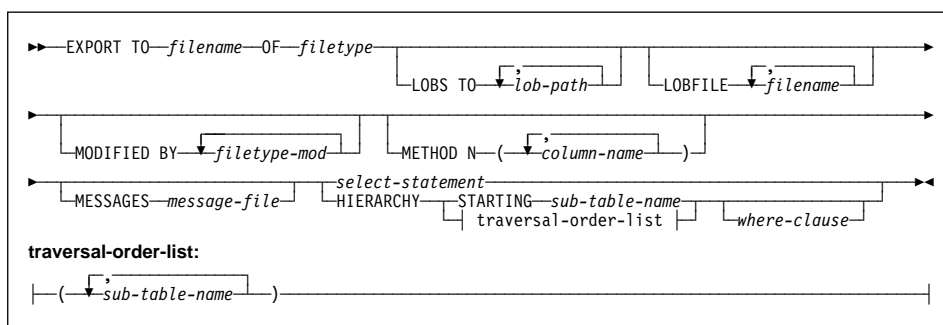 EXPORT TO filename OF filetype
,
,
LOBS TO lob-path LOBFILE filename
,
MODIFIED BY filetype-mod METHOD N ( column-name )
select-statement
MESSAGES message-file HIERARCHY STARTING sub-table-name
traversal-order-list where-clause
traversal-order-list:
,
( sub-table-name )